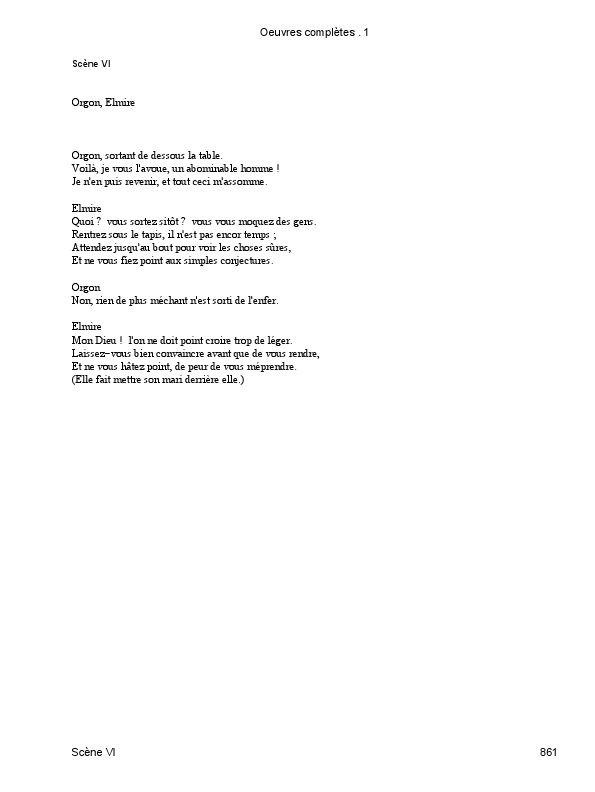 Oeuvres complètes . 1
Scène VI
Orgon, Elmire
Orgon, sortant de dessous la table.
Voilà, je vous l'avoue, un abominable homme !
Je n'en puis revenir, et tout ceci m'assomme.
Elmire
Quoi ?  vous sortez sitôt ?  vous vous moquez des gens.
Rentrez sous le tapis, il n'est pas encor temps ;
Attendez jusqu'au bout pour voir les choses sûres,
Et ne vous fiez point aux simples conjectures.
Orgon
Non, rien de plus méchant n'est sorti de l'enfer.
Elmire
Mon Dieu !  l'on ne doit point croire trop de léger.
Laissez−vous bien convaincre avant que de vous rendre,
Et ne vous hâtez point, de peur de vous méprendre.
(Elle fait mettre son mari derrière elle.)
Scène VI 861